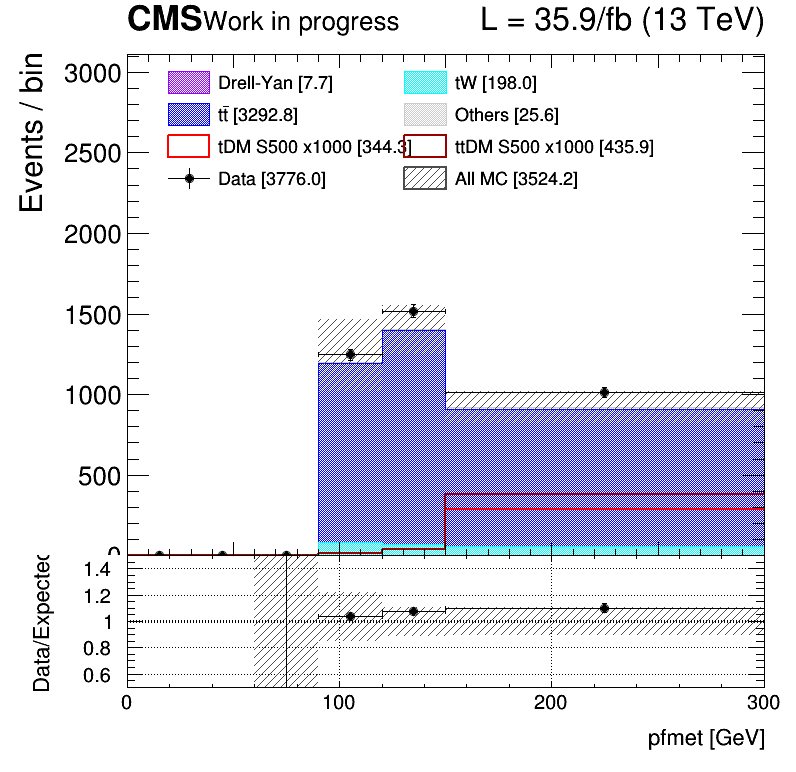 CMS Work in progress L = 35.9/fb (13 TeV)
Events / bin
3000
2500
2000
1500
1000
500
0
Drell-Yan [7.7] tW [198.0]
tt̄ [3292.8] Others [25.6]
tDM S500 x1000 [344.3] ttDM S500 x1000 [435.9]
Data [3776.0] All MC [3524.2]
Data/Expected
1.4
1.2
1
0.8
0.6
0 100 200 300
pfmet [GeV]